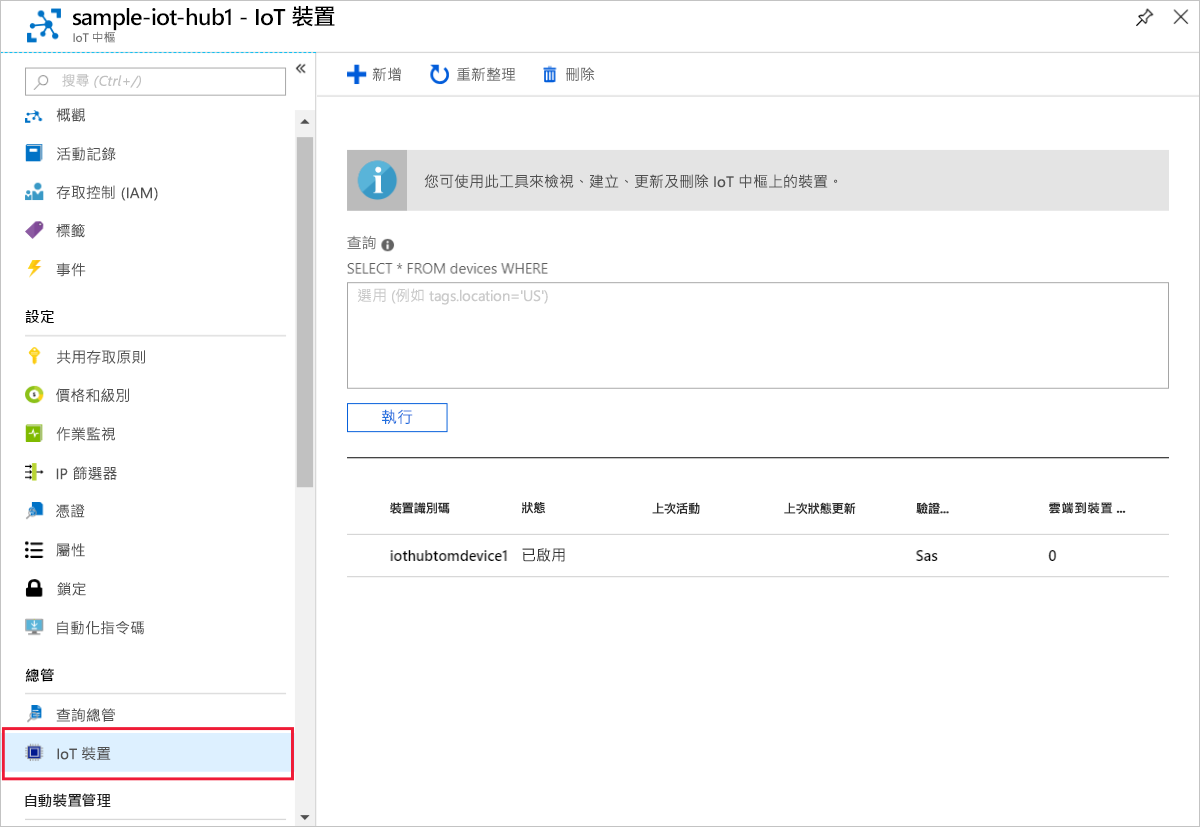 sample-iot-hub1 - IoT 裝置
IoT 中樞
搜尋 (Ctrl+/)
概觀
活動記錄
存取控制 (IAM)
標籤
事件
設定
共用存取原則
價格和級別
作業監視
IP 篩選器
憑證
屬性
鎖定
自動化指令碼
總管
查詢總管
IoT 裝置
自動裝置管理
新增 重新整理 刪除
您可使用此工具來檢視、建立、更新及刪除 IoT 中樞上的裝置。
查詢
SELECT * FROM devices WHERE
選用 (例如 tags.location='US')
執行
裝置識別碼 狀態 上次活動 上次狀態更新 驗證... 雲端到裝置 ...
iothubtomdevice1 已啟用 Sas 0